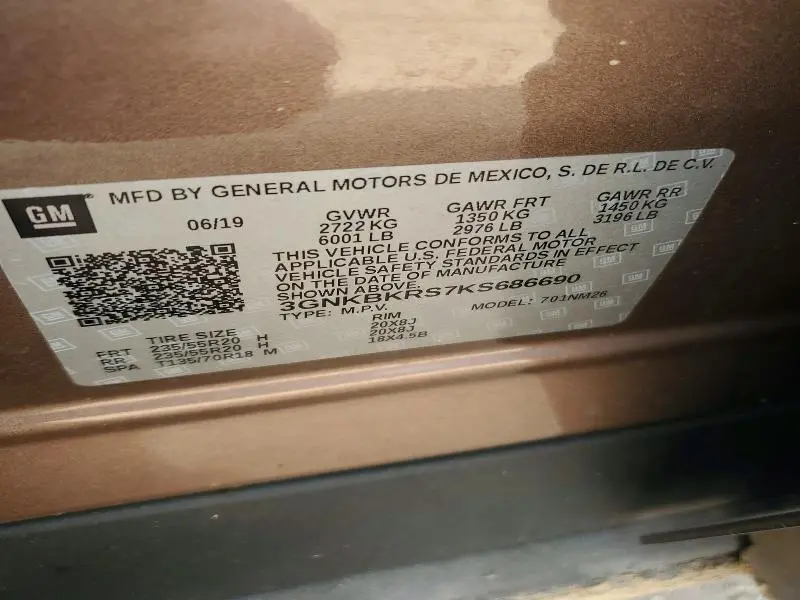 GM
MFD BY GENERAL MOTORS DE MEXICO, S. DE R.L. DE C.V.
06/19
GVWR
2722 KG
6001 LB
GAWR FRT
1350 KG
2976 LB
GAWR RR
1450 KG
3196 LB
THIS VEHICLE CONFORMS TO ALL
APPLICABLE U.S. FEDERAL MOTOR
VEHICLE SAFETY STANDARDS IN EFFECT
ON THE DATE OF MANUFACTURE
SHOWN ABOVE.
3GNKBKRS7KS686690
TYPE: M.P.V. MODEL: 701NM26
TIRE SIZE RIM
FRT 235/55R20 H 20X8J
RR 235/55R20 H 20X8J
SPA T135/70R18 M 18X4.5B